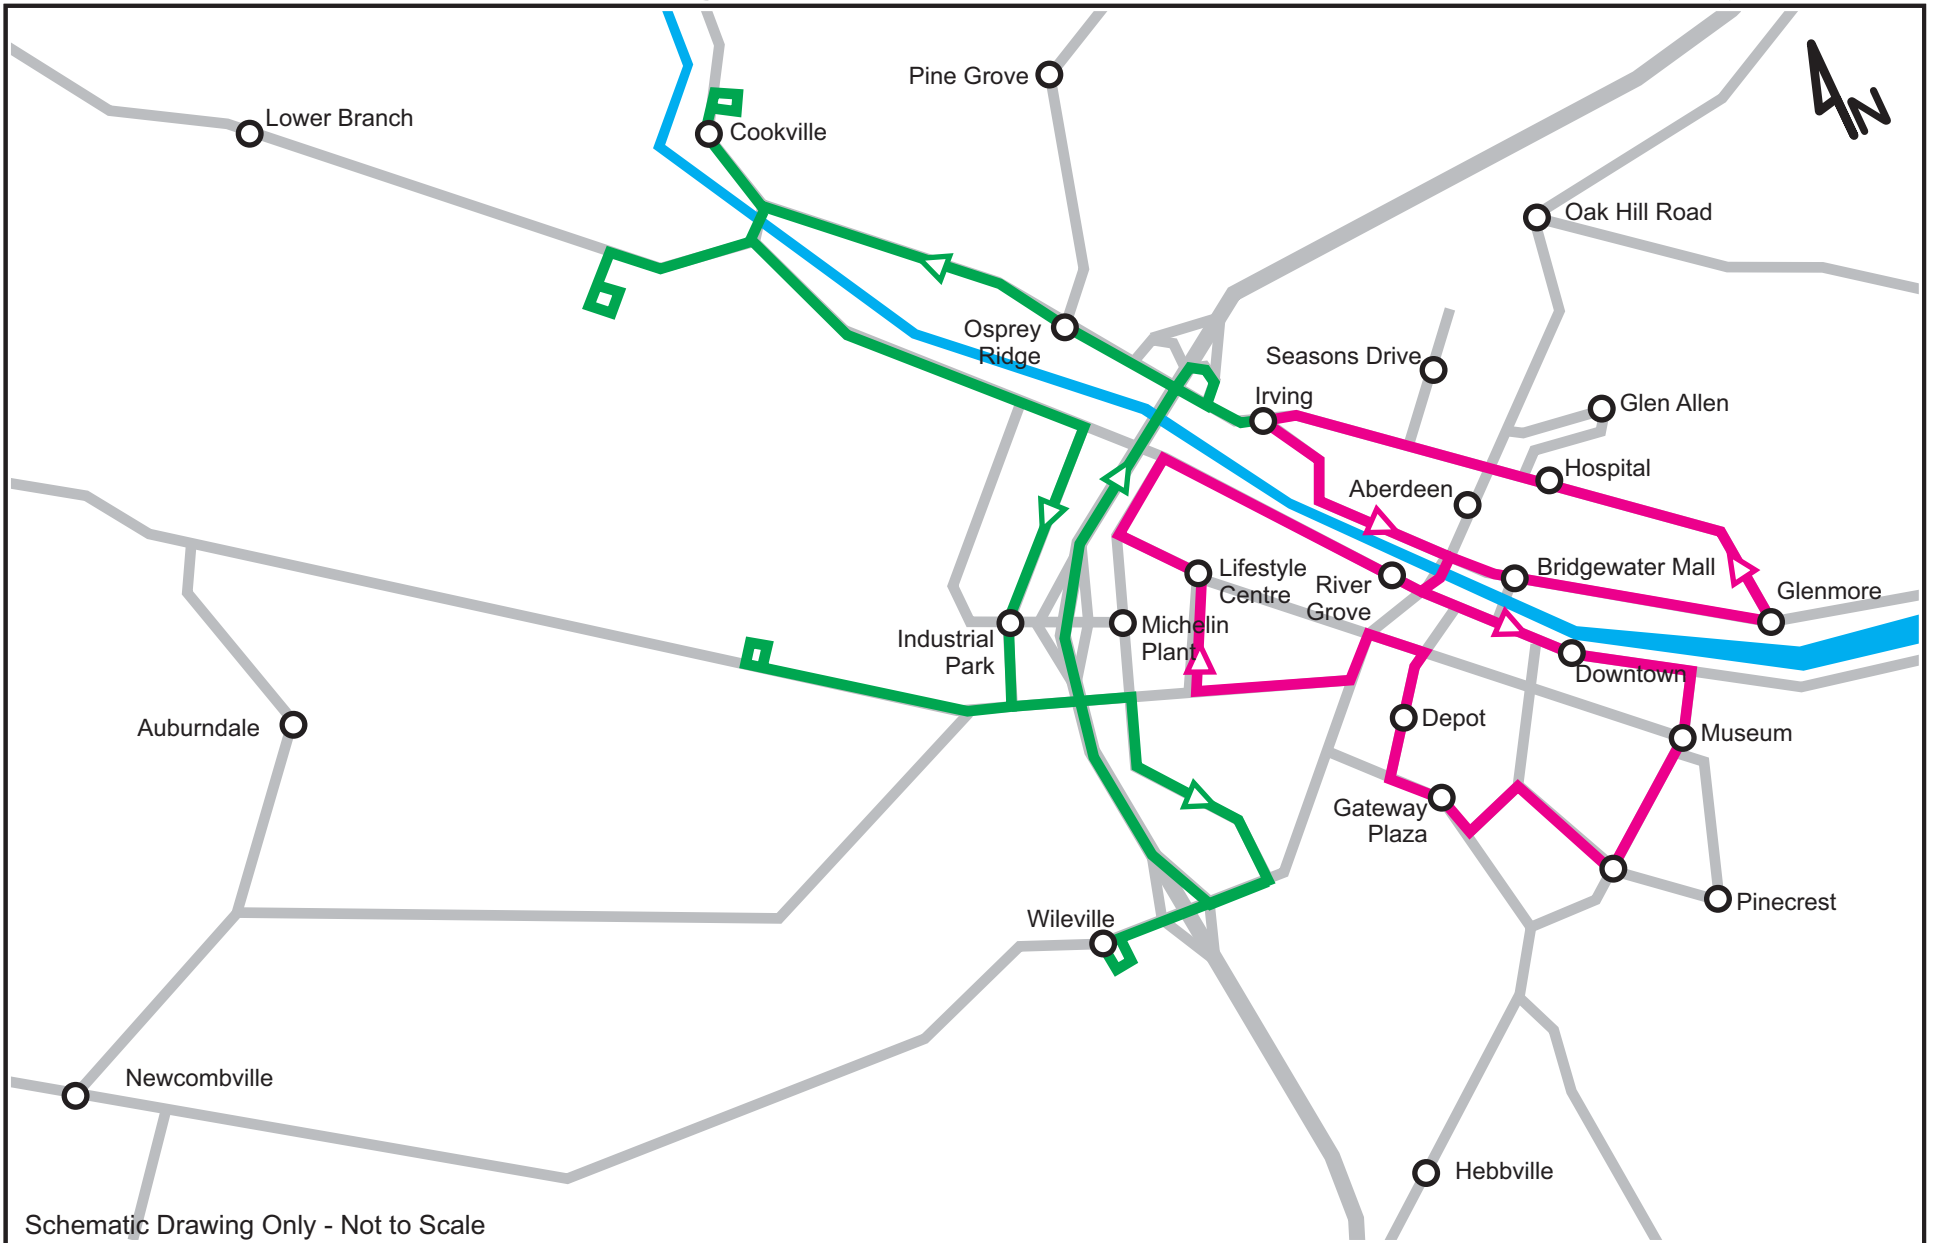 Pine Grove
Lower Branch
Cookville
N
Oak Hill Road
Osprey
Ridge
Seasons Drive
Irving
Glen Allen
Hospital
Aberdeen
Lifestyle
Centre
River
Grove
Bridgewater Mall
Glenmore
Industrial
Park
Michelin
Plant
Downtown
Auburndale
Depot
Museum
Gateway
Plaza
Pinecrest
Wileville
Newcombville
Hebbville
Schematic Drawing Only - Not to Scale